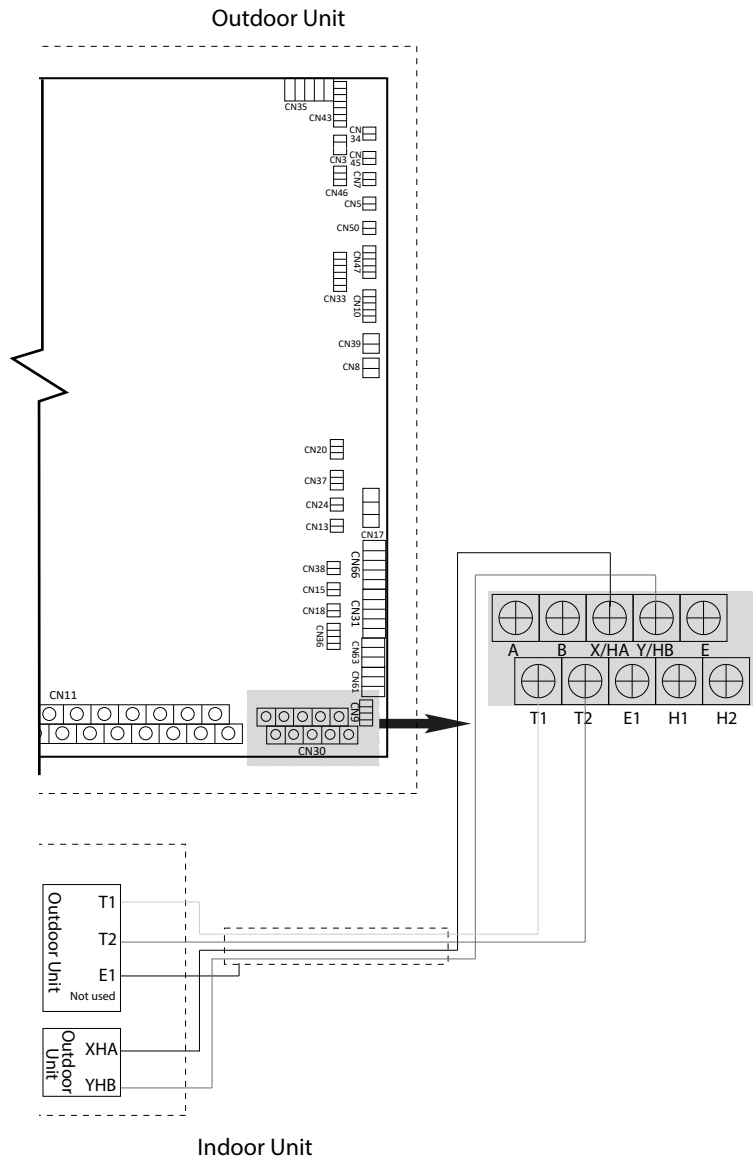 Outdoor Unit
CN35
CN43
CN
34
CN3
CN
45
CN7
CN46
CN5
CN50
CN47
CN33
CN10
CN39
CN8
CN20
CN37
CN24
CN13
CN17
CN66
CN38
CN15
CN31
CN18
CN36
CN63
CN61
CN11
CN9
CN30
A B X/HA Y/HB E
T1 T2 E1 H1 H2
Outdoor Unit
T1
T2
E1
Not used
Outdoor
Unit
XHA
YHB
Indoor Unit